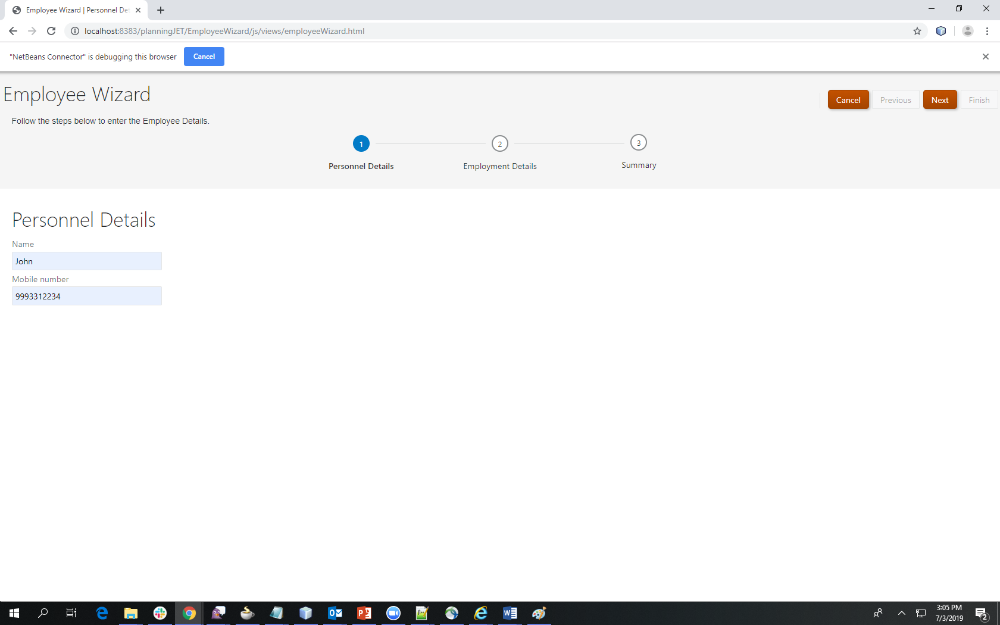 Employee Wizard | Personnel Det
localhost:8383/planningJET/EmployeeWizard/js/views/employeeWizard.html
"NetBeans Connector" is debugging this browser
Cancel
Employee Wizard
Cancel
Previous
Next
Finish
Follow the steps below to enter the Employee Details.
1
2
3
Personnel Details
Employment Details
Summary
Personnel Details
Name
John
Mobile number
9993312234
3:05 PM
7/3/2019
2